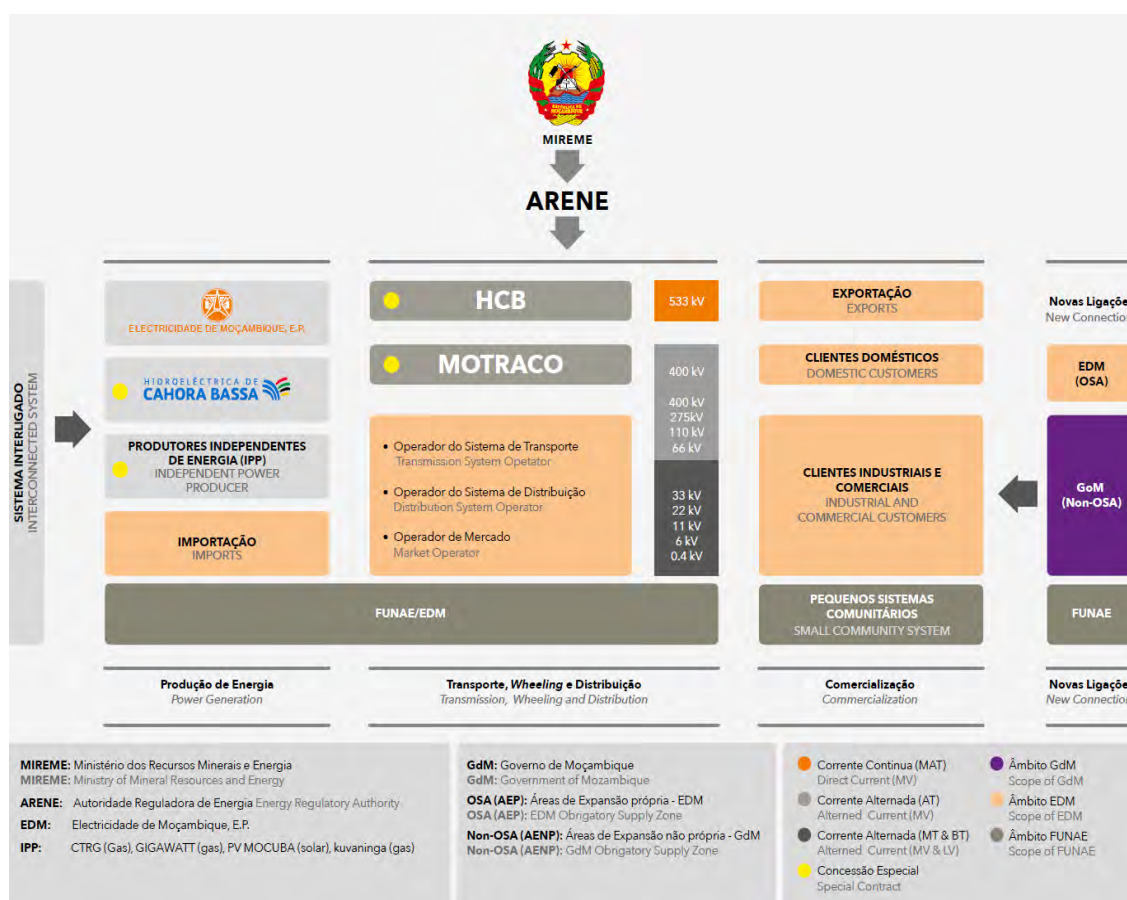 MIREME
ARENE
SISTEMA INTERLIGADO
INTERCONNECTED SYSTEM
ELECTRICIDADE DE MOÇAMBIQUE, E.P.
HIDROELÉCTRICA DE
CAHORA BASSA
PRODUTORES INDEPENDENTES
DE ENERGIA (IPP)
INDEPENDENT POWER
PRODUCER
IMPORTAÇÃO
IMPORTS
HCB
533 kV
MOTRACO
400 kV
400 kV
275kV
110 kV
66 kV
• Operador do Sistema de Transporte
Transmission System Opetator
• Operador do Sistema de Distribuição
Distribution System Operator
• Operador de Mercado
Market Operator
33 kV
22 kV
11 kV
6 kV
0.4 kV
EXPORTAÇÃO
EXPORTS
CLIENTES DOMÉSTICOS
DOMESTIC CUSTOMERS
CLIENTES INDUSTRIAIS E
COMERCIAIS
INDUSTRIAL AND
COMMERCIAL CUSTOMERS
Novas Ligaçõe
New Connection
EDM
(OSA)
GoM
(Non-OSA)
FUNAE/EDM
PEQUENOS SISTEMAS
COMUNITÁRIOS
SMALL COMMUNITY SYSTEM
FUNAE
Produção de Energia
Power Generation
Transporte, Wheeling e Distribuição
Transmission, Wheeling and Distribution
Comercialização
Commercialization
Novas Ligaçõe
New Connection
MIREME: Ministério dos Recursos Minerais e Energia
MIREME: Ministry of Mineral Resources and Energy
ARENE: Autoridade Reguladora de Energia Energy Regulatory Authority
EDM: Electricidade de Moçambique, E.P.
IPP: CTRG (Gas), GIGAWATT (gas), PV MOCUBA (solar), kuvaninga (gas)
GdM: Governo de Moçambique
GdM: Government of Mozambique
OSA (AEP): Áreas de Expansão própria - EDM
OSA (AEP): EDM Obrigatory Supply Zone
Non-OSA (AENP): Áreas de Expansão não própria - GdM
Non-OSA (AENP): GdM Obrigatory Supply Zone
Corrente Continua (MAT)
Direct Current (MV)
Corrente Alternada (AT)
Alterned Current (MV)
Corrente Alternada (MT & BT)
Alterned Current (MV & LV)
Concessão Especial
Special Contract
Âmbito GdM
Scope of GdM
Âmbito EDM
Scope of EDM
Âmbito FUNAE
Scope of FUNAE